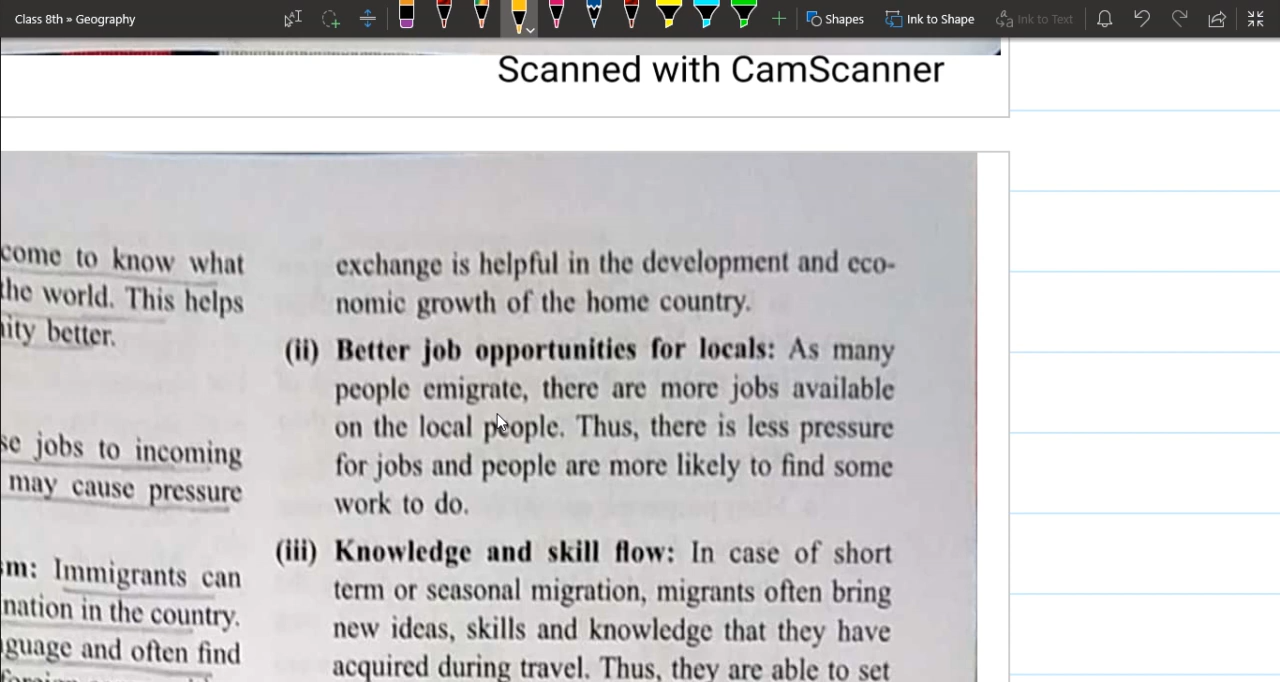 Class 8th » Geography
Shapes
Ink to Shape
Ink to Text
Scanned with CamScanner
come to know what
the world. This helps
better.
jobs to incoming
may cause pressure
Immigrants can
nation in the country.
and often find
exchange is helpful in the development and eco-
nomic growth of the home country.
(ii) Better job opportunities for locals: As many
people emigrate, there are more jobs available
on the local people. Thus, there is less pressure
for jobs and people are more likely to find some
work to do.
(iii) Knowledge and skill flow: In case of short
term or seasonal migration, migrants often bring
new ideas, skills and knowledge that they have
acquired during travel. Thus, they are able to set